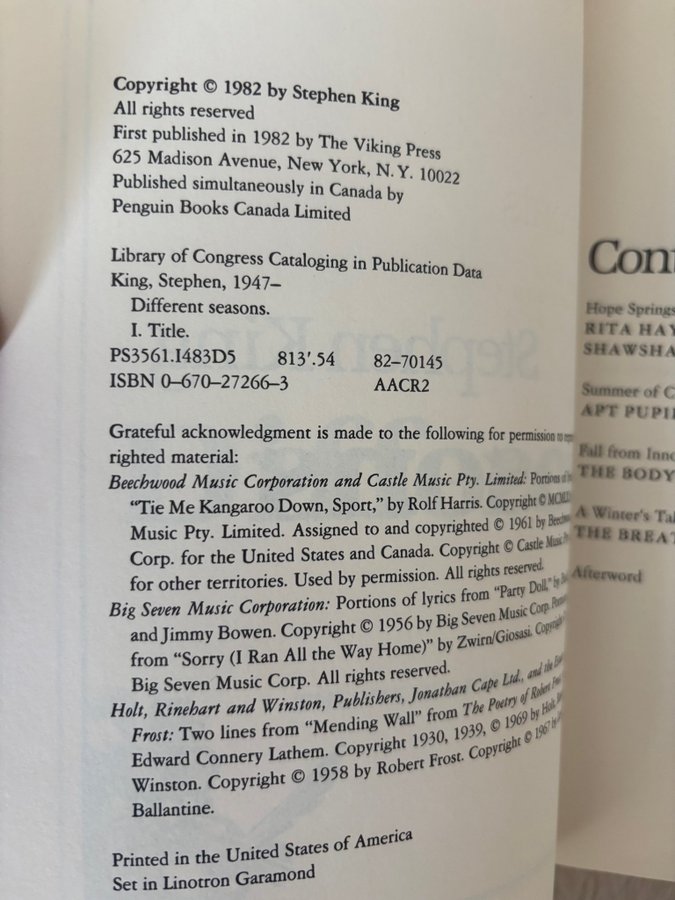 Copyright © 1982 by Stephen King
All rights reserved
First published in 1982 by The Viking Press
625 Madison Avenue, New York, N.Y. 10022
Published simultaneously in Canada by
Penguin Books Canada Limited
Library of Congress Cataloging in Publication Data
King, Stephen, 1947–
Different seasons.
I. Title.
PS3561.I483D5 813′.54 82–70145
ISBN 0–670–27266–3 AACR2
Grateful acknowledgment is made to the following for permission to
righted material:
Beechwood Music Corporation and Castle Music Pty. Limited: Portions of
"Tie Me Kangaroo Down, Sport," by Rolf Harris. Copyright ©
Music Pty. Limited. Assigned to and copyrighted © 1961 by
Corp. for the United States and Canada. Copyright © Castle Music
for other territories. Used by permission. All rights reserved.
Big Seven Music Corporation: Portions of lyrics from "Party Doll," by
and Jimmy Bowen. Copyright © 1956 by Big Seven Music Corp.
from "Sorry (I Ran All the Way Home)" by Zwirn/Giosasi. Copyright
Big Seven Music Corp. All rights reserved.
Holt, Rinehart and Winston, Publishers, Jonathan Cape Ltd., and the
Frost: Two lines from "Mending Wall" from The Poetry of Robert Frost
Edward Connery Lathem. Copyright 1930, 1939, © 1969 by Holt,
Winston. Copyright © 1958 by Robert Frost. Copyright © 1967 by
Ballantine.
Printed in the United States of America
Set in Linotron Garamond
Cont
Hope Springs
RITA HAY
SHAWSHA
Summer of C
APT PUPI
Fall from Inno
THE BODY
A Winter's Tal
THE BREAT
Afterword